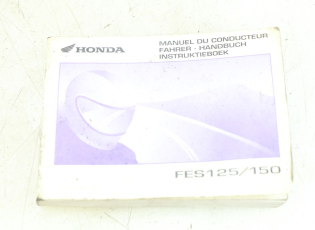 HONDA
MANUEL DU CONDUCTEUR
FAHRER - HANDBUCH
INSTRUKTIEBOEK
FES125/150